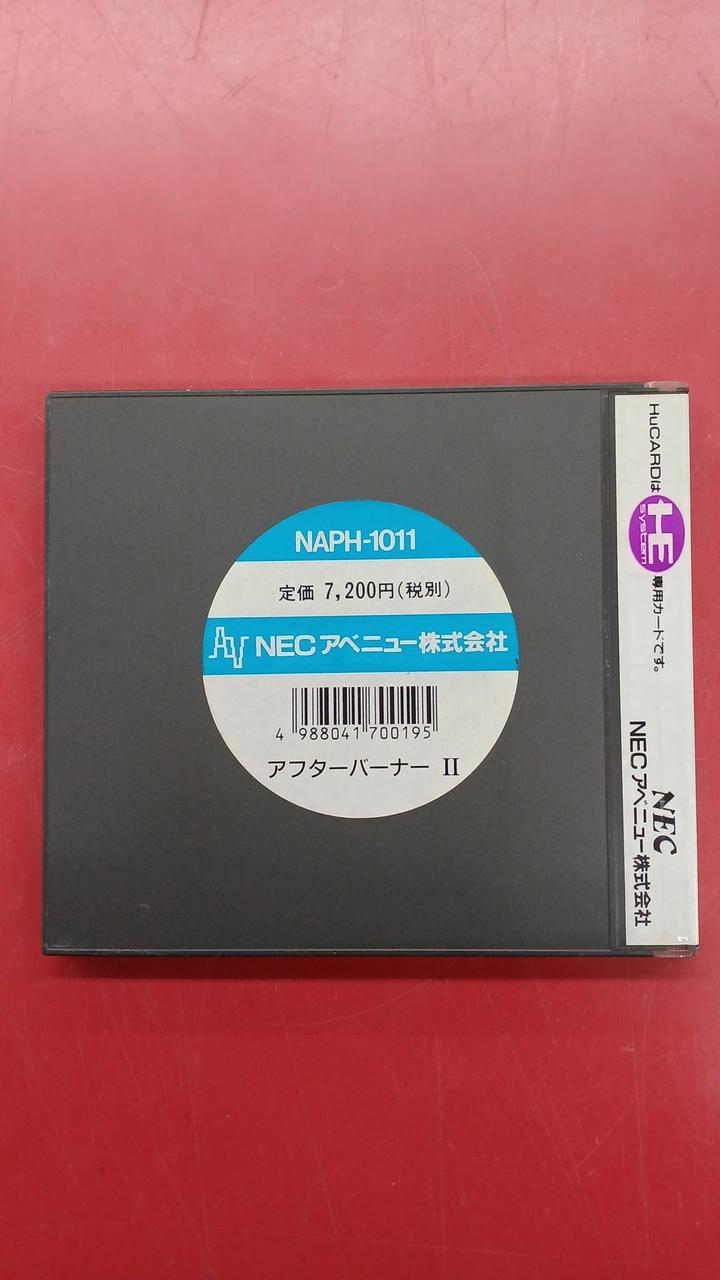 NAPH-1011
定価 7,200円(税別)
NECアベニュー株式会社
4 988041 700195
アフターバーナー II
HuCARDは HE SYSTEM 専用カードです。
NEC
NECアベニュー株式会社